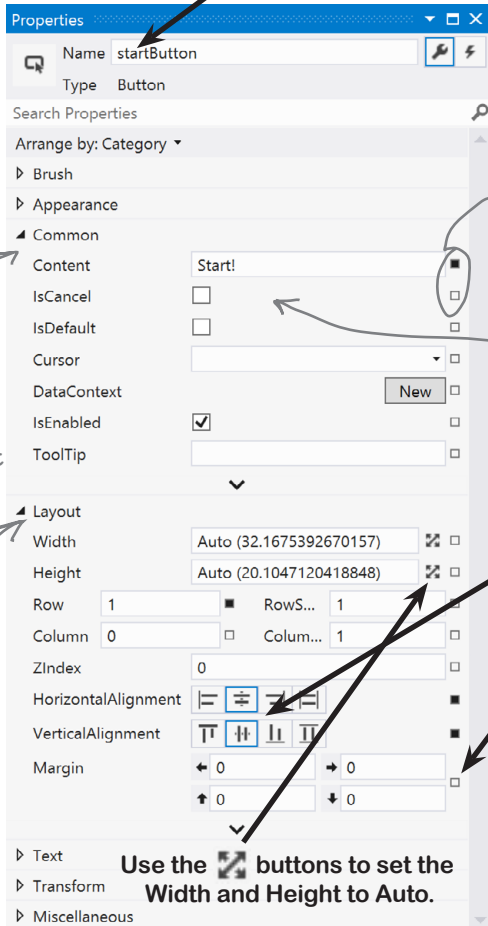 Properties
Name startButton
Type Button
Search Properties
Arrange by: Category
Brush
Appearance
Common
Content Start!
IsCancel
IsDefault
Cursor
DataContext New
IsEnabled
ToolTip
Layout
Width Auto (32.1675392670157)
Height Auto (20.1047120418848)
Row 1 RowS... 1
Column 0 Colum... 1
ZIndex 0
HorizontalAlignment
VerticalAlignment
Margin 0 0
0 0
Text
Transform
Miscellaneous
Use the buttons to set the
Width and Height to Auto.